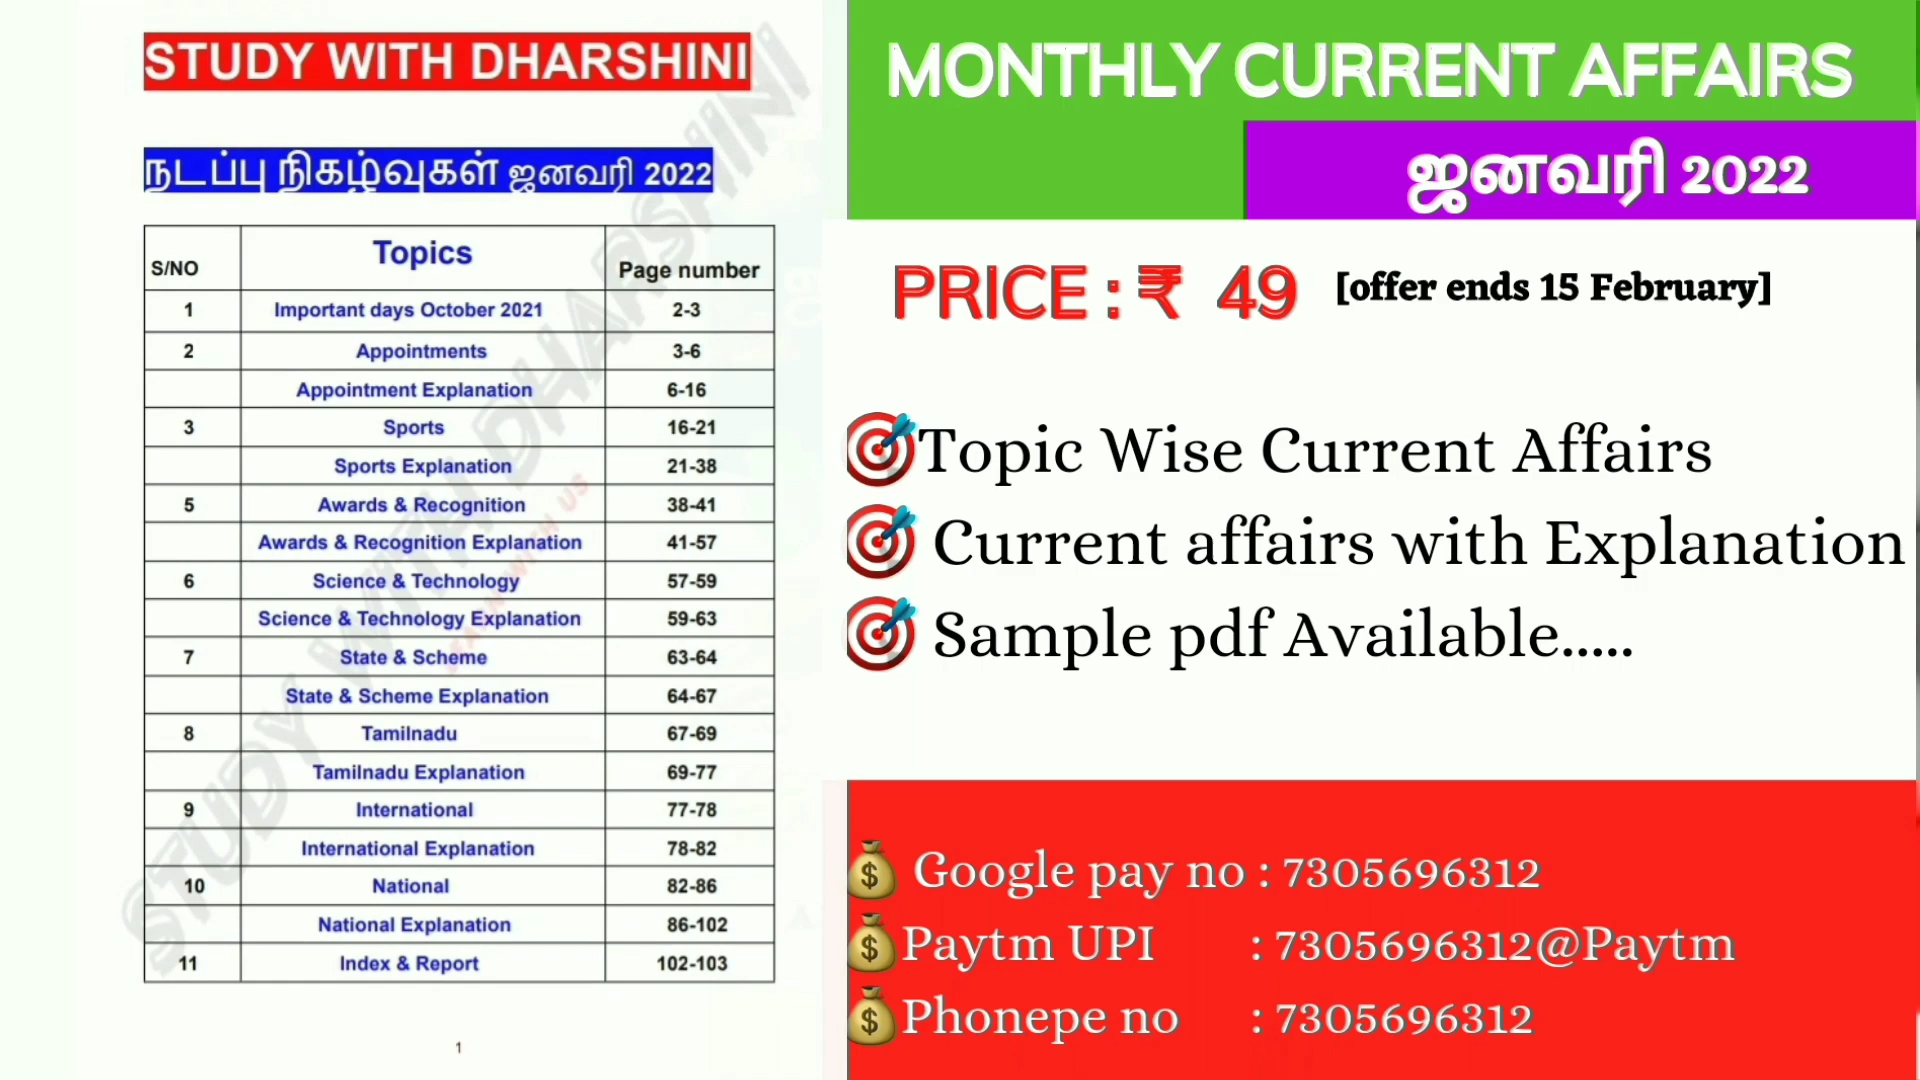 STUDY WITH DHARSHINI
நடப்பு நிகழ்வுகள் ஜனவரி 2022
S/NO Topics Page number
1 Important days October 2021 2-3
2 Appointments 3-6
Appointment Explanation 6-16
3 Sports 16-21
Sports Explanation 21-38
5 Awards & Recognition 38-41
Awards & Recognition Explanation 41-57
6 Science & Technology 57-59
Science & Technology Explanation 59-63
7 State & Scheme 63-64
State & Scheme Explanation 64-67
8 Tamilnadu 67-69
Tamilnadu Explanation 69-77
9 International 77-78
International Explanation 78-82
10 National 82-86
National Explanation 86-102
11 Index & Report 102-103
1
STUDY WITH DHARSHINI
MONTHLY CURRENT AFFAIRS
ஜனவரி 2022
PRICE : ₹ 49 [offer ends 15 February]
Topic Wise Current Affairs
Current affairs with Explanation
Sample pdf Available.....
Google pay no : 7305696312
Paytm UPI : 7305696312@Paytm
Phonepe no : 7305696312